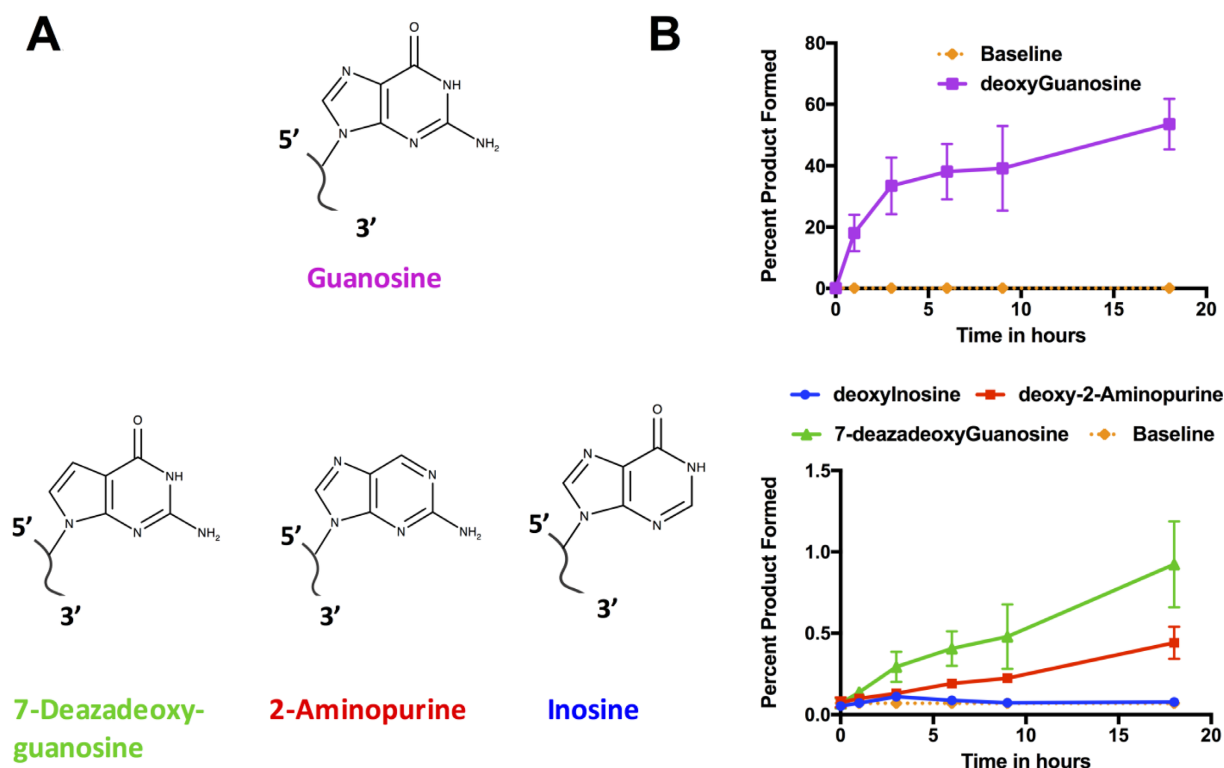 A
O
N
NH
N
N
NH₂
5’
3’
Guanosine
O
NH
N
N
NH₂
5’
3’
7-Deazadeoxy-
guanosine
N
N
N
N
NH₂
5’
3’
2-Aminopurine
O
N
NH
N
N
5’
3’
Inosine
B
Baseline
deoxyGuanosine
Percent Product Formed
80
60
40
20
0
0 5 10 15 20
Time in hours
deoxyInosine deoxy-2-Aminopurine
7-deazadeoxyGuanosine Baseline
Percent Product Formed
1.5
1.0
0.5
0.0
0 5 10 15 20
Time in hours